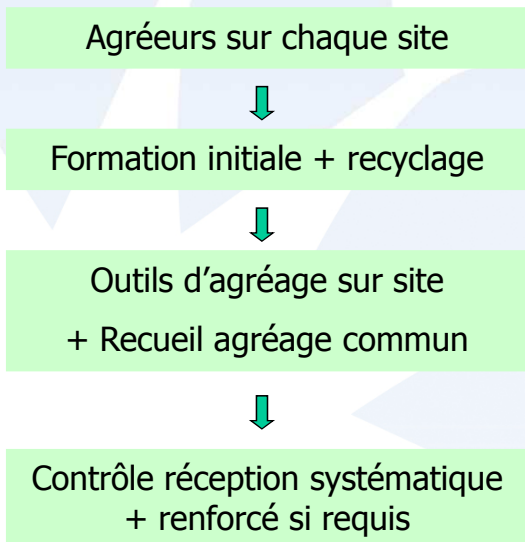 Agréeurs sur chaque site
Formation initiale + recyclage
Outils d’agréage sur site
+ Recueil agréage commun
Contrôle réception systématique
+ renforcé si requis